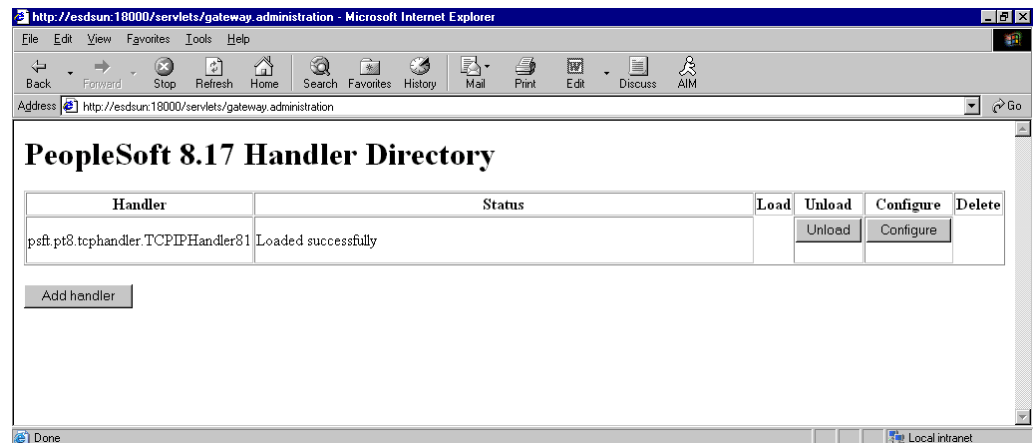 http://esdsun:18000/servlets/gateway.administration - Microsoft Internet Explorer
File Edit View Favorites Tools Help
Back Forward Stop Refresh Home Search Favorites History Mail Print Edit Discuss AIM
Address http://esdsun:18000/servlets/gateway.administration Go
PeopleSoft 8.17 Handler Directory
Handler Status Load Unload Configure Delete
psft.pt8.tcphandler.TCPIPHandler81 Loaded successfully Unload Configure
Add handler
Done Local intranet